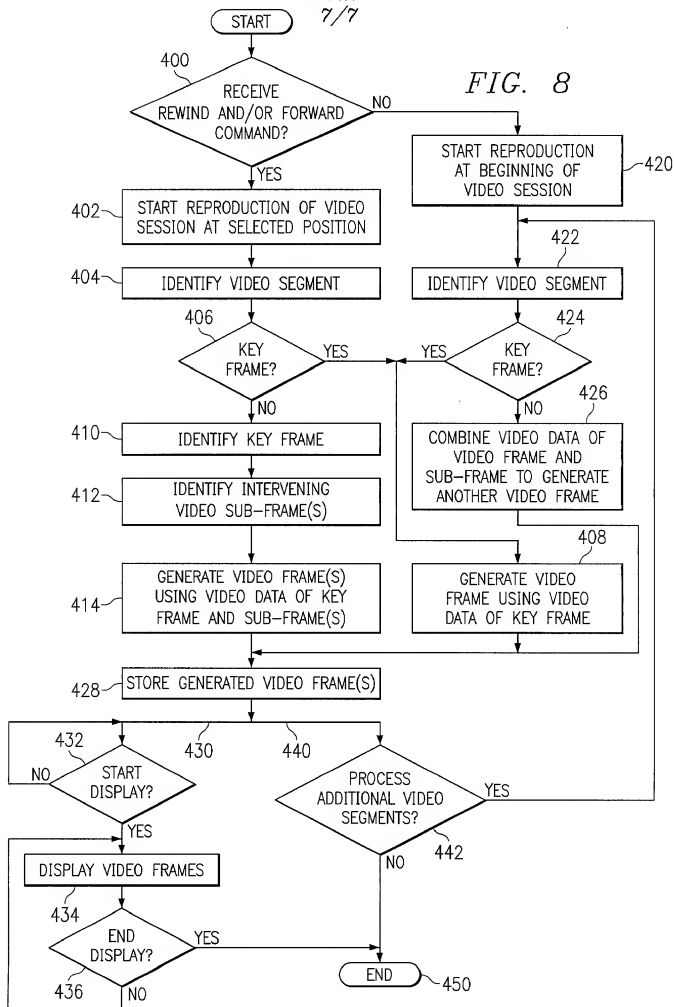 7/7
START
FIG. 8
400
RECEIVE
REWIND AND/OR FORWARD
COMMAND?
NO
YES
START REPRODUCTION
AT BEGINNING OF
VIDEO SESSION
420
402
START REPRODUCTION OF VIDEO
SESSION AT SELECTED POSITION
404
IDENTIFY VIDEO SEGMENT
422
IDENTIFY VIDEO SEGMENT
406
KEY
FRAME?
YES
NO
424
KEY
FRAME?
YES
NO
410
IDENTIFY KEY FRAME
426
COMBINE VIDEO DATA OF
VIDEO FRAME AND
SUB-FRAME TO GENERATE
ANOTHER VIDEO FRAME
412
IDENTIFY INTERVENING
VIDEO SUB-FRAME(S)
408
414
GENERATE VIDEO FRAME(S)
USING VIDEO DATA OF KEY
FRAME AND SUB-FRAME(S)
GENERATE VIDEO
FRAME USING VIDEO
DATA OF KEY FRAME
428
STORE GENERATED VIDEO FRAME(S)
430
440
432
START
DISPLAY?
NO
YES
PROCESS
ADDITIONAL VIDEO
SEGMENTS?
YES
442
NO
DISPLAY VIDEO FRAMES
434
END
DISPLAY?
YES
436
NO
END
450